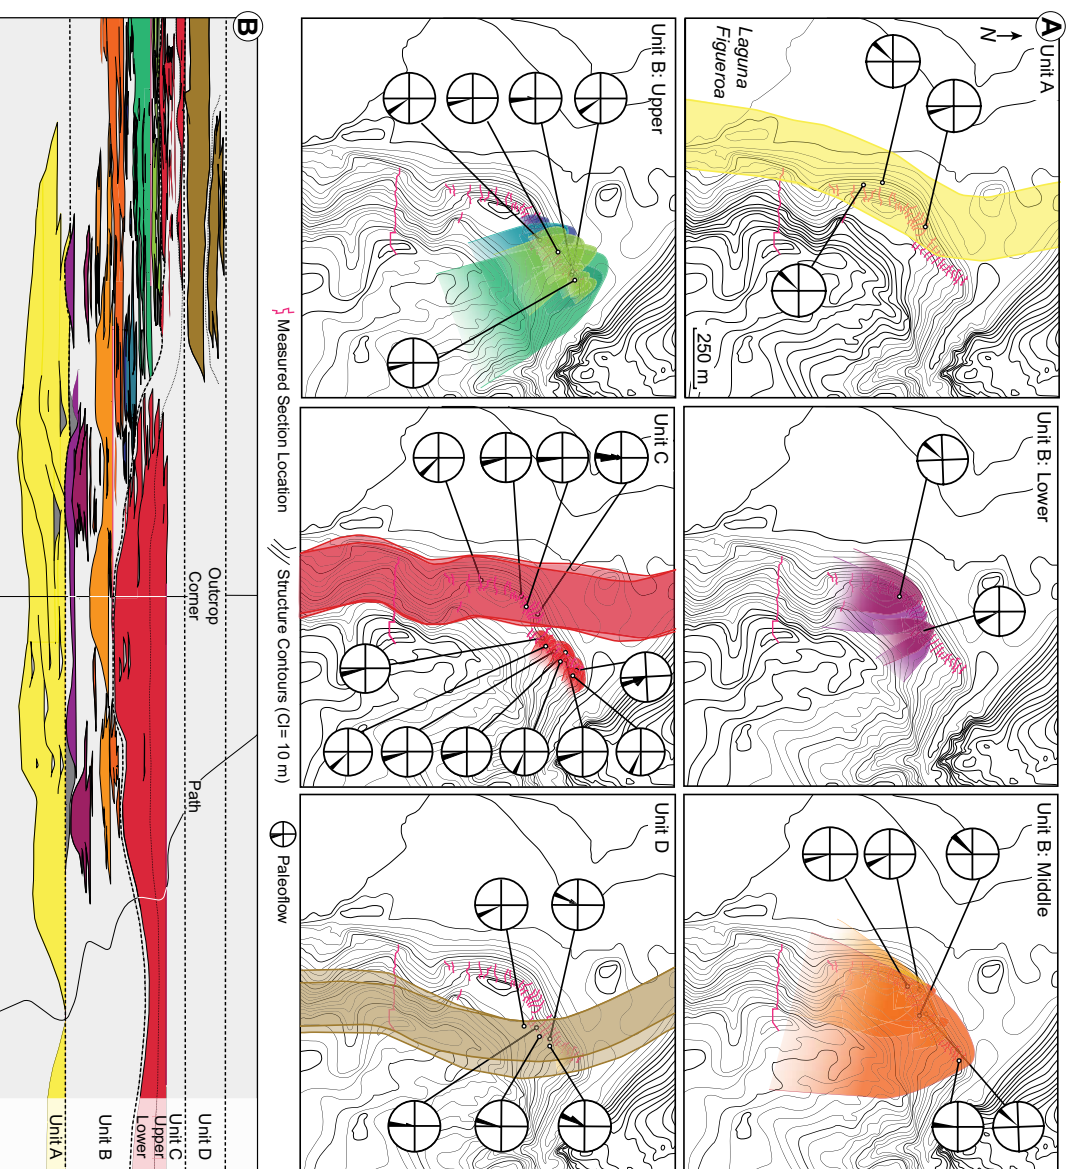 A
Unit A
N
Laguna
Figueroa
250 m
Unit B: Lower
Unit B: Middle
Unit B: Upper
Unit C
Unit D
Measured Section Location
Structure Contours (CI= 10 m)
Paleoflow
B
Outcrop
Corner
Path
Unit D
Unit C
Upper
Lower
Unit B
Unit A